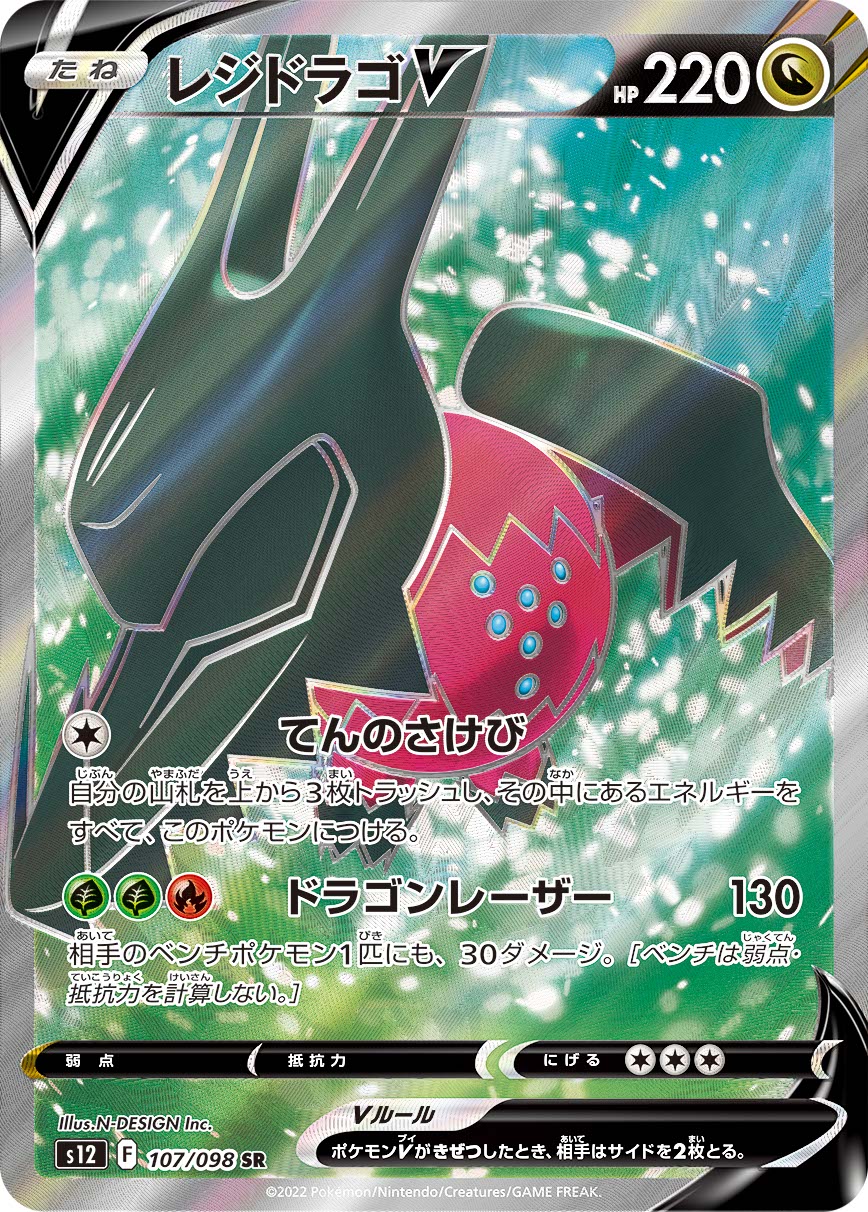 たね
レジドラゴV
HP 220
てんのさけび
自分の山札を上から3枚トラッシュし、その中にあるエネルギーを
すべて、このポケモンにつける。
ドラゴンレーザー 130
相手のベンチポケモン1匹にも、30ダメージ。[ベンチは弱点・
抵抗力を計算しない。]
弱点 抵抗力 にげる
Illus.N-DESIGN Inc.
Vルール
ポケモンVがきぜつしたとき、相手はサイドを2枚とる。
s12 F 107/098 SR
©2022 Pokémon/Nintendo/Creatures/GAME FREAK.